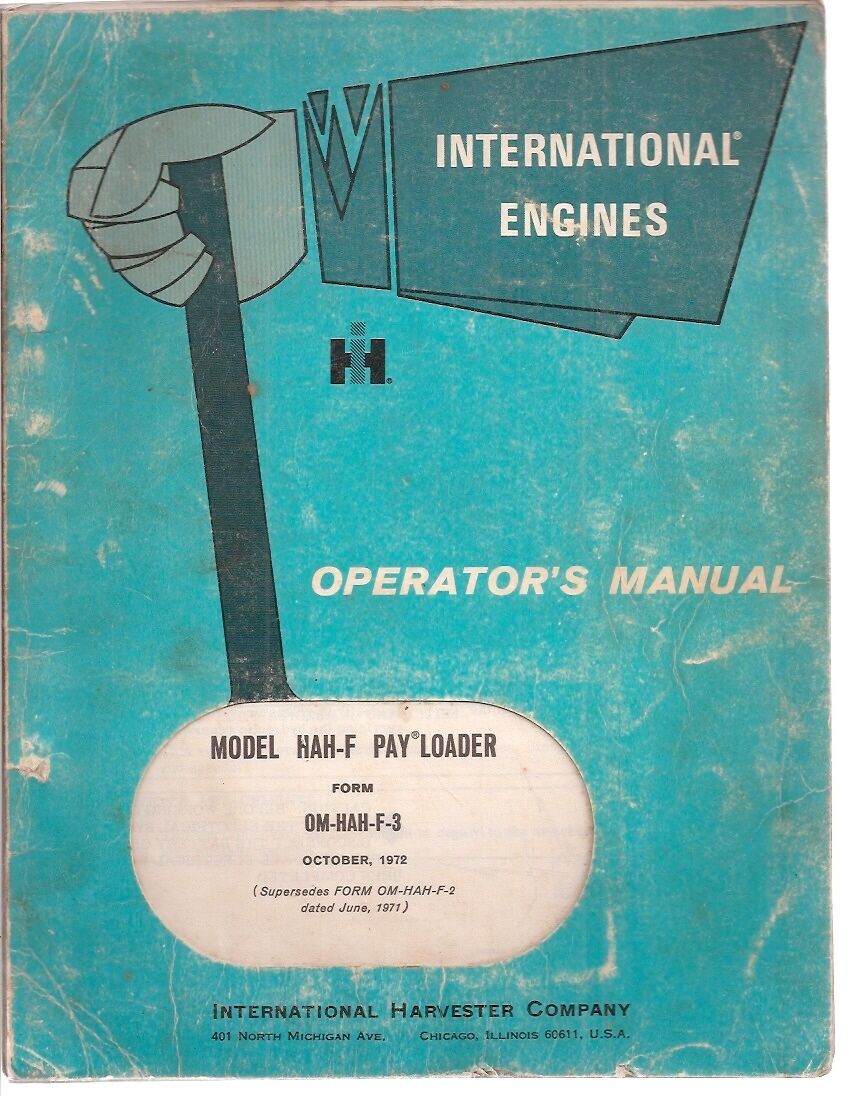 INTERNATIONAL®
ENGINES
IH®
OPERATOR'S MANUAL
MODEL HAH-F PAY®LOADER
FORM
OM-HAH-F-3
OCTOBER, 1972
(Supersedes FORM OM-HAH-F-2
dated June, 1971)
INTERNATIONAL HARVESTER COMPANY
401 NORTH MICHIGAN AVE. CHICAGO, ILLINOIS 60611, U.S.A.